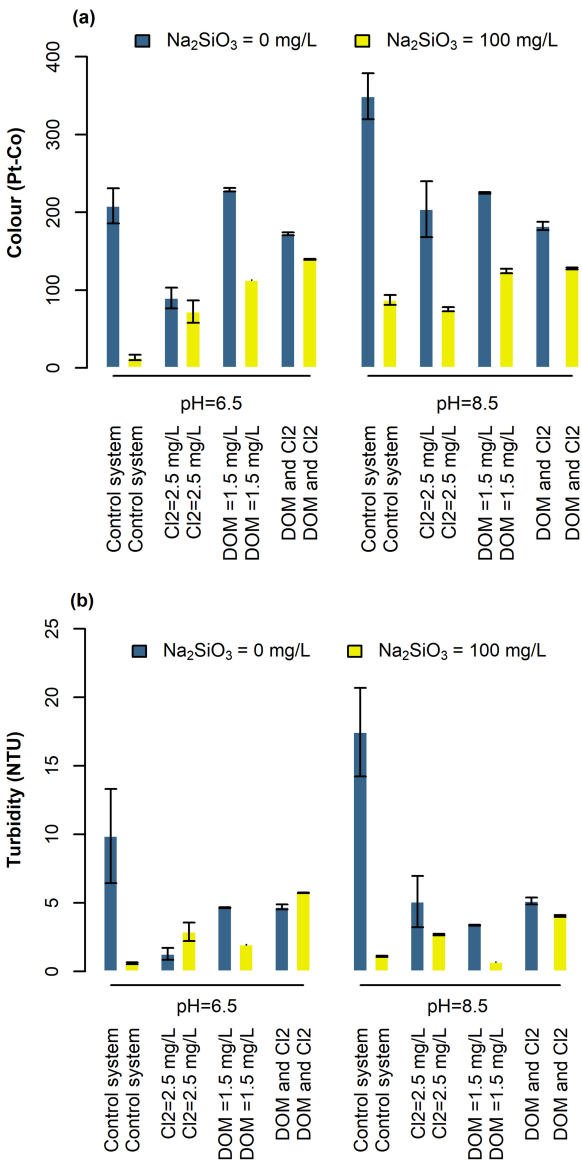 (a)
Na₂SiO₃ = 0 mg/L
Na₂SiO₃ = 100 mg/L
Colour (Pt-Co)
400
300
200
100
0
pH=6.5
pH=8.5
Control system
Control system
Cl2=2.5 mg/L
Cl2=2.5 mg/L
DOM =1.5 mg/L
DOM =1.5 mg/L
DOM and Cl2
DOM and Cl2
Control system
Control system
Cl2=2.5 mg/L
Cl2=2.5 mg/L
DOM =1.5 mg/L
DOM =1.5 mg/L
DOM and Cl2
DOM and Cl2
(b)
Na₂SiO₃ = 0 mg/L
Na₂SiO₃ = 100 mg/L
Turbidity (NTU)
25
20
15
10
5
0
pH=6.5
pH=8.5
Control system
Control system
Cl2=2.5 mg/L
Cl2=2.5 mg/L
DOM =1.5 mg/L
DOM =1.5 mg/L
DOM and Cl2
DOM and Cl2
Control system
Control system
Cl2=2.5 mg/L
Cl2=2.5 mg/L
DOM =1.5 mg/L
DOM =1.5 mg/L
DOM and Cl2
DOM and Cl2